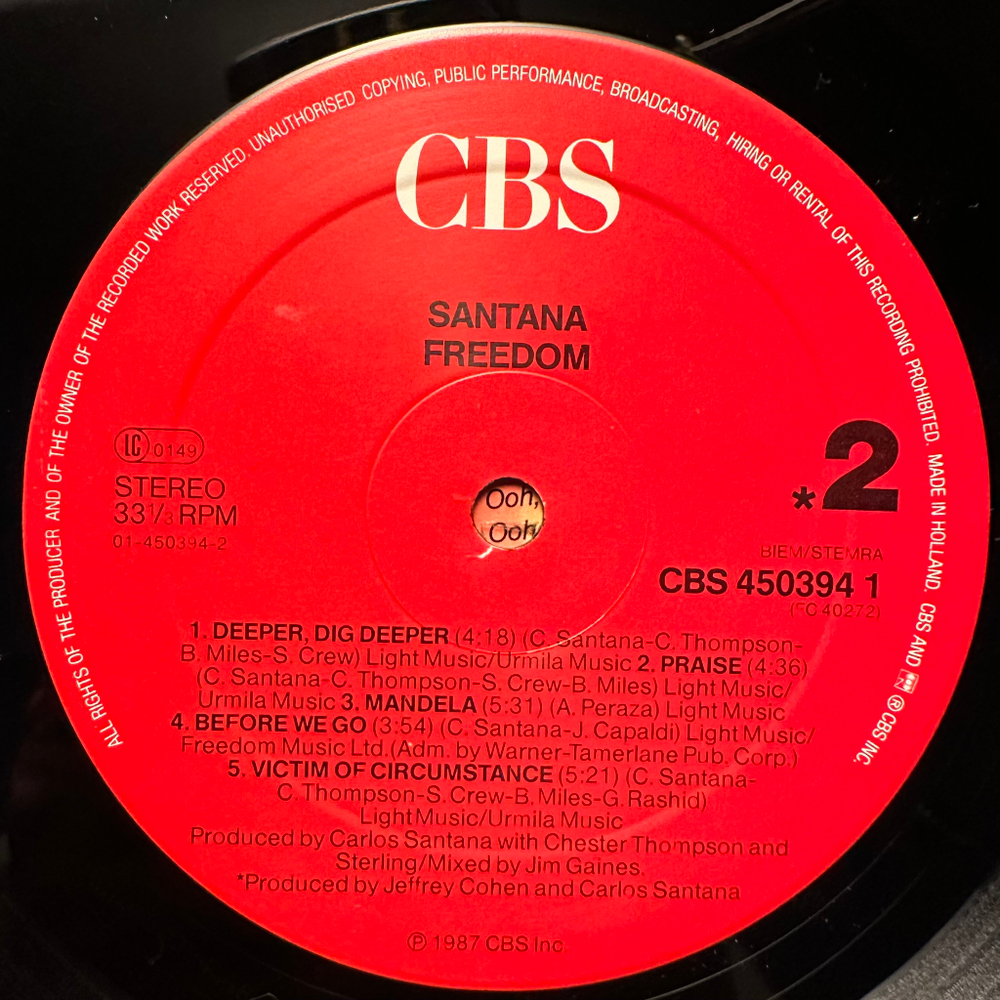 ALL RIGHTS OF THE PRODUCER AND OF THE OWNER OF THE RECORDED WORK RESERVED. UNAUTHORISED COPYING, PUBLIC PERFORMANCE, BROADCASTING, HIRING OR RENTAL OF THIS RECORDING PROHIBITED. MADE IN HOLLAND. CBS AND ® CBS INC.
CBS
SANTANA
FREEDOM
LC 0149
STEREO
33 1/3 RPM
01-450394-2
*2
BIEM/STEMRA
CBS 450394 1
(FC 40272)
Ooh,
Ooh
1. DEEPER, DIG DEEPER (4:18) (C. Santana-C. Thompson-
B. Miles-S. Crew) Light Music/Urmila Music 2. PRAISE (4:36)
(C. Santana-C. Thompson-S. Crew-B. Miles) Light Music/
Urmila Music 3. MANDELA (5:31) (A. Peraza) Light Music
4. BEFORE WE GO (3:54) (C. Santana-J. Capaldi) Light Music/
Freedom Music Ltd.(Adm. by Warner-Tamerlane Pub. Corp.)
5. VICTIM OF CIRCUMSTANCE (5:21) (C. Santana-
C. Thompson-S. Crew-B. Miles-G. Rashid)
Light Music/Urmila Music
Produced by Carlos Santana with Chester Thompson and
Sterling/Mixed by Jim Gaines.
*Produced by Jeffrey Cohen and Carlos Santana
℗ 1987 CBS Inc.